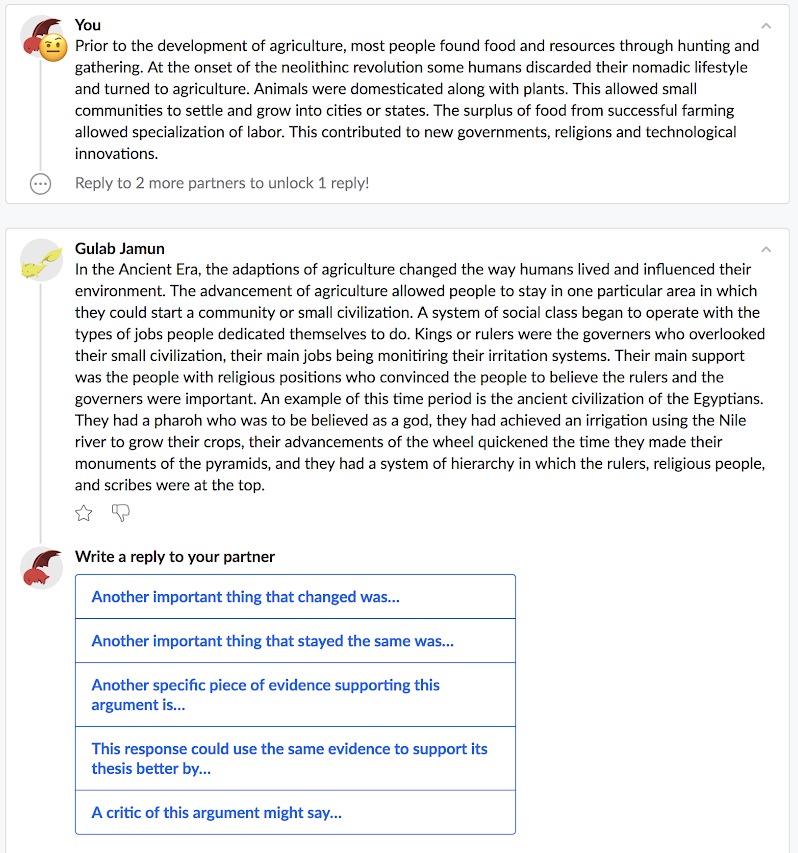 You
Prior to the development of agriculture, most people found food and resources through hunting and
gathering. At the onset of the neolithinc revolution some humans discarded their nomadic lifestyle
and turned to agriculture. Animals were domesticated along with plants. This allowed small
communities to settle and grow into cities or states. The surplus of food from successful farming
allowed specialization of labor. This contributed to new governments, religions and technological
innovations.
Reply to 2 more partners to unlock 1 reply!
Gulab Jamun
In the Ancient Era, the adaptions of agriculture changed the way humans lived and influenced their
environment. The advancement of agriculture allowed people to stay in one particular area in which
they could start a community or small civilization. A system of social class began to operate with the
types of jobs people dedicated themselves to do. Kings or rulers were the governers who overlooked
their small civilization, their main jobs being monitiring their irritation systems. Their main support
was the people with religious positions who convinced the people to believe the rulers and the
governers were important. An example of this time period is the ancient civilization of the Egyptians.
They had a pharoh who was to be believed as a god, they had achieved an irrigation using the Nile
river to grow their crops, their advancements of the wheel quickened the time they made their
monuments of the pyramids, and they had a system of hierarchy in which the rulers, religious people,
and scribes were at the top.
Write a reply to your partner
Another important thing that changed was...
Another important thing that stayed the same was...
Another specific piece of evidence supporting this
argument is...
This response could use the same evidence to support its
thesis better by...
A critic of this argument might say...